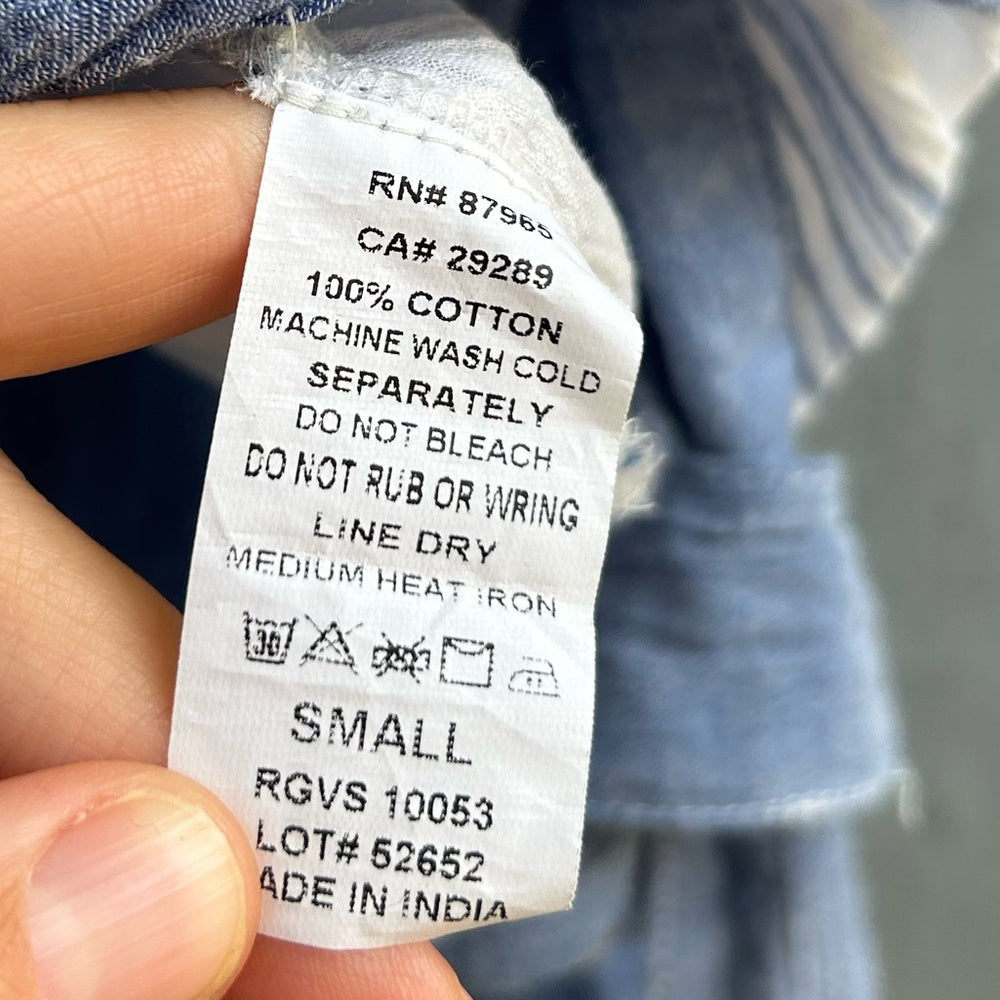 RN# 87965
CA# 29289
100% COTTON
MACHINE WASH COLD
SEPARATELY
DO NOT BLEACH
DO NOT RUB OR WRING
LINE DRY
MEDIUM HEAT IRON
30
SMALL
RGVS 10053
LOT# 52652
ADE IN INDIA